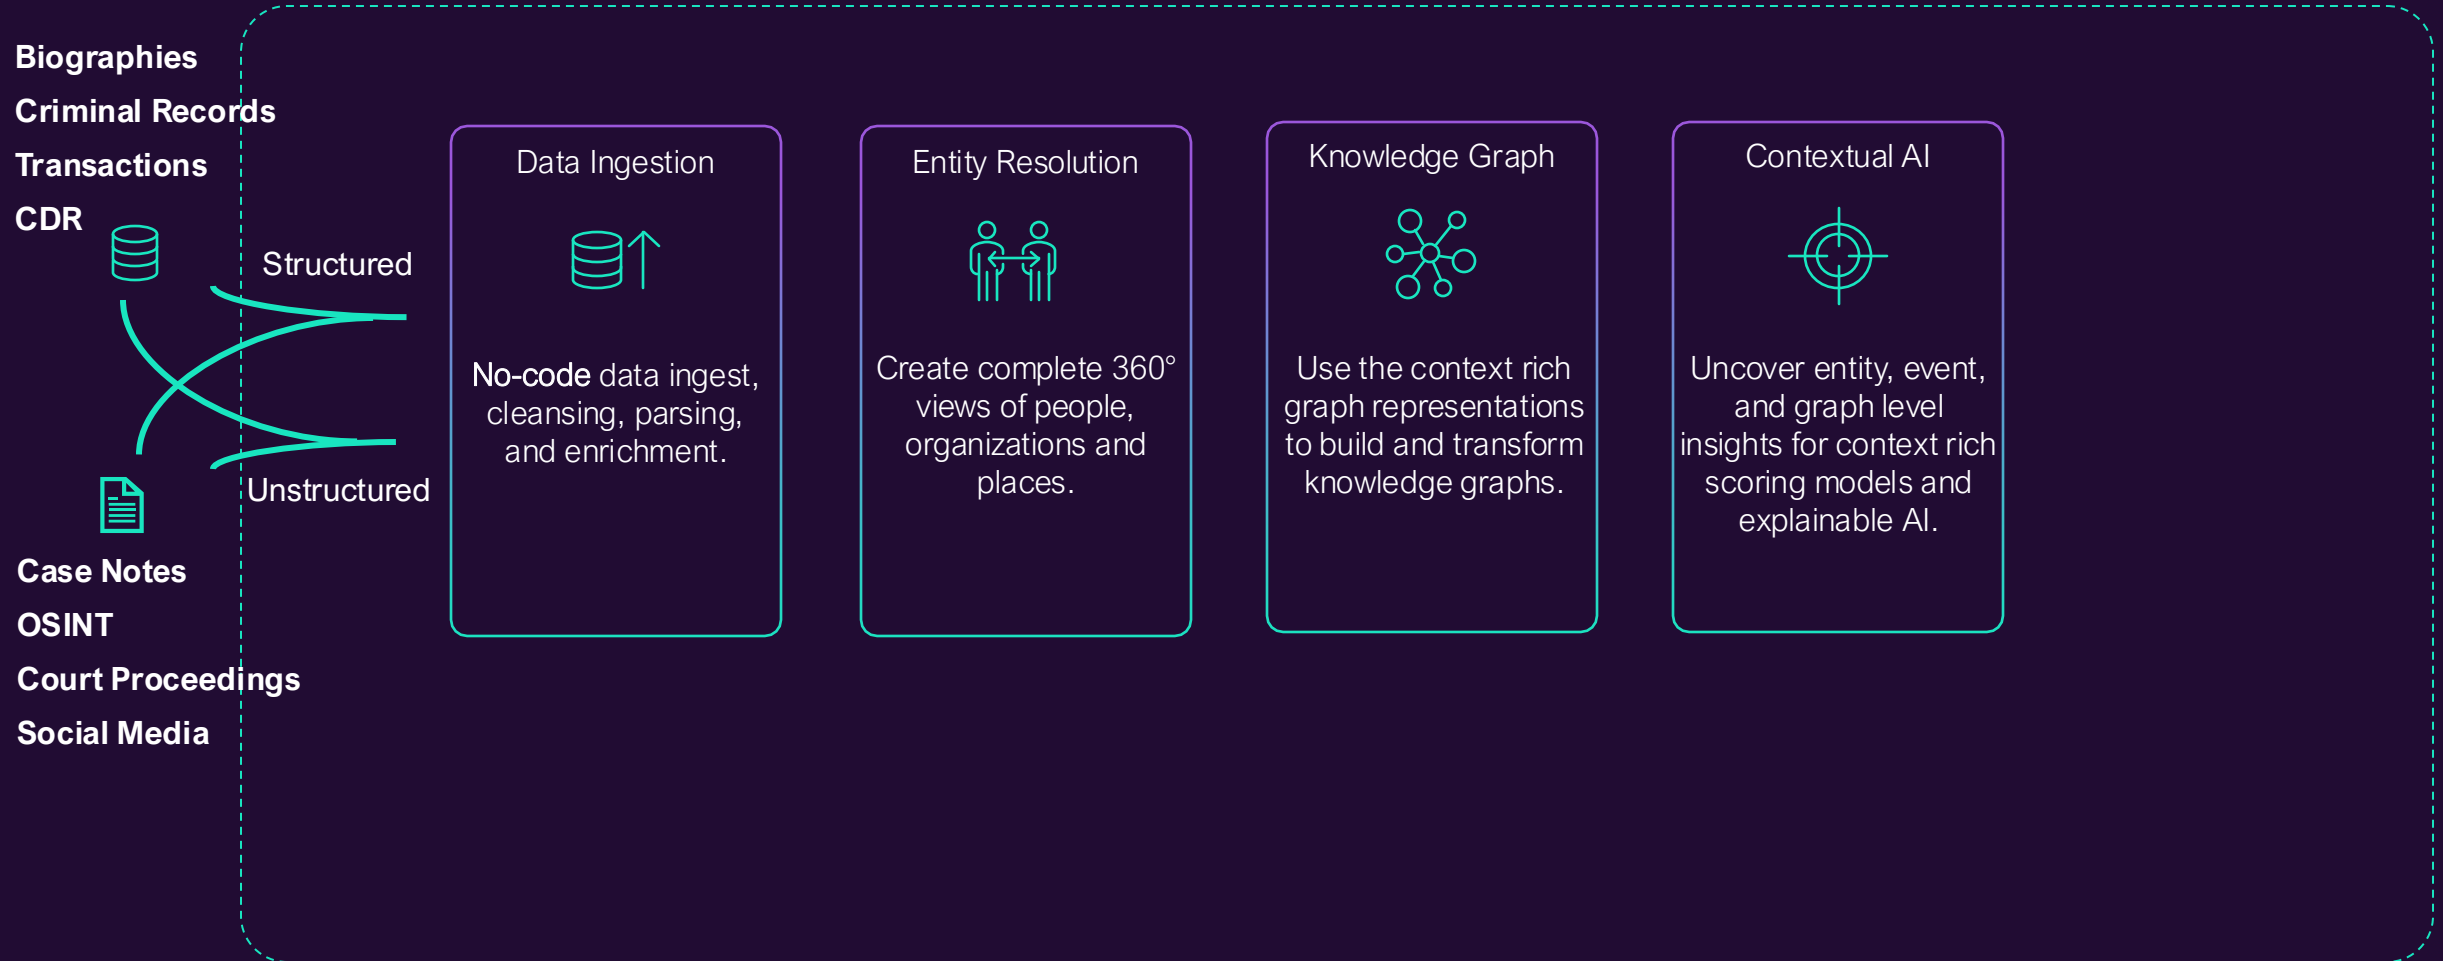 Biographies
Criminal Records
Transactions
CDR
Structured
Unstructured
Case Notes
OSINT
Court Proceedings
Social Media
Data Ingestion
No-code data ingest,
cleansing, parsing,
and enrichment.
Entity Resolution
Create complete 360°
views of people,
organizations and
places.
Knowledge Graph
Use the context rich
graph representations
to build and transform
knowledge graphs.
Contextual AI
Uncover entity, event,
and graph level
insights for context rich
scoring models and
explainable AI.